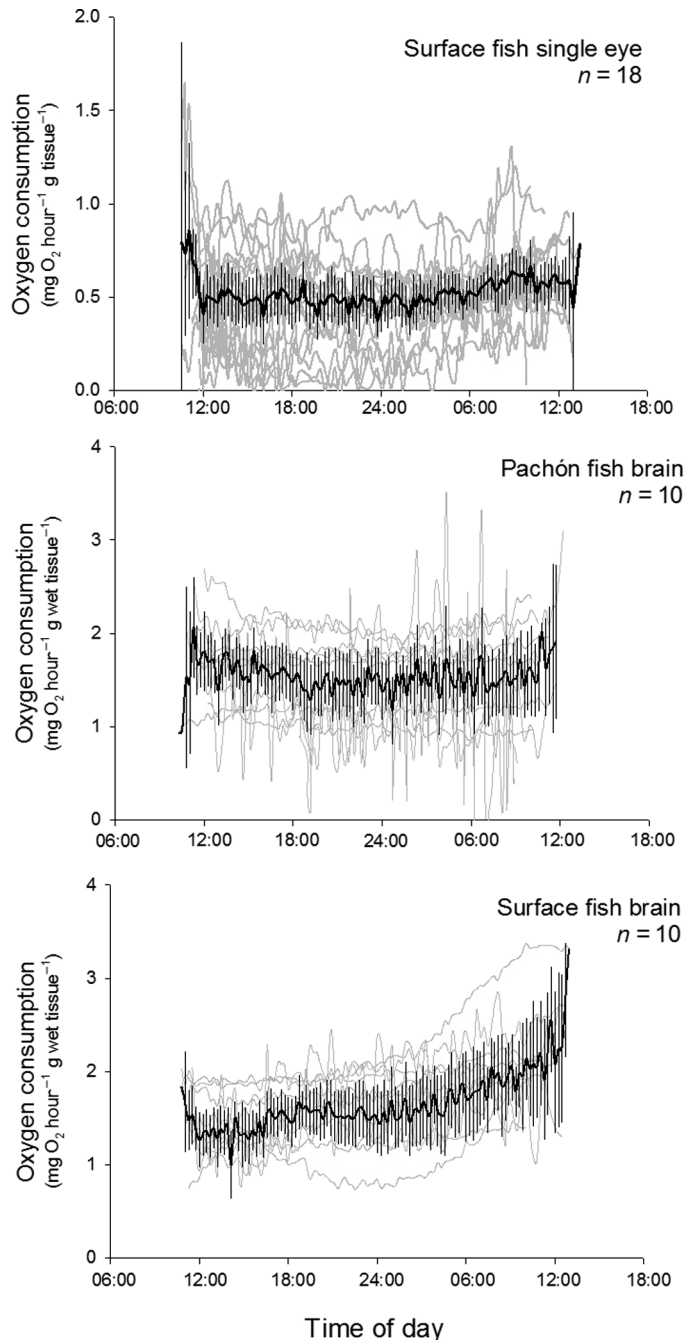 Surface fish single eye
n = 18
Oxygen consumption
(mg O₂ hour⁻¹ g tissue⁻¹)
2.0
1.5
1.0
0.5
0.0
06:00 12:00 18:00 24:00 06:00 12:00 18:00
Pachón fish brain
n = 10
Oxygen consumption
(mg O₂ hour⁻¹ g wet tissue⁻¹)
4
3
2
1
0
06:00 12:00 18:00 24:00 06:00 12:00 18:00
Surface fish brain
n = 10
Oxygen consumption
(mg O₂ hour⁻¹ g wet tissue⁻¹)
4
3
2
1
0
06:00 12:00 18:00 24:00 06:00 12:00 18:00
Time of day